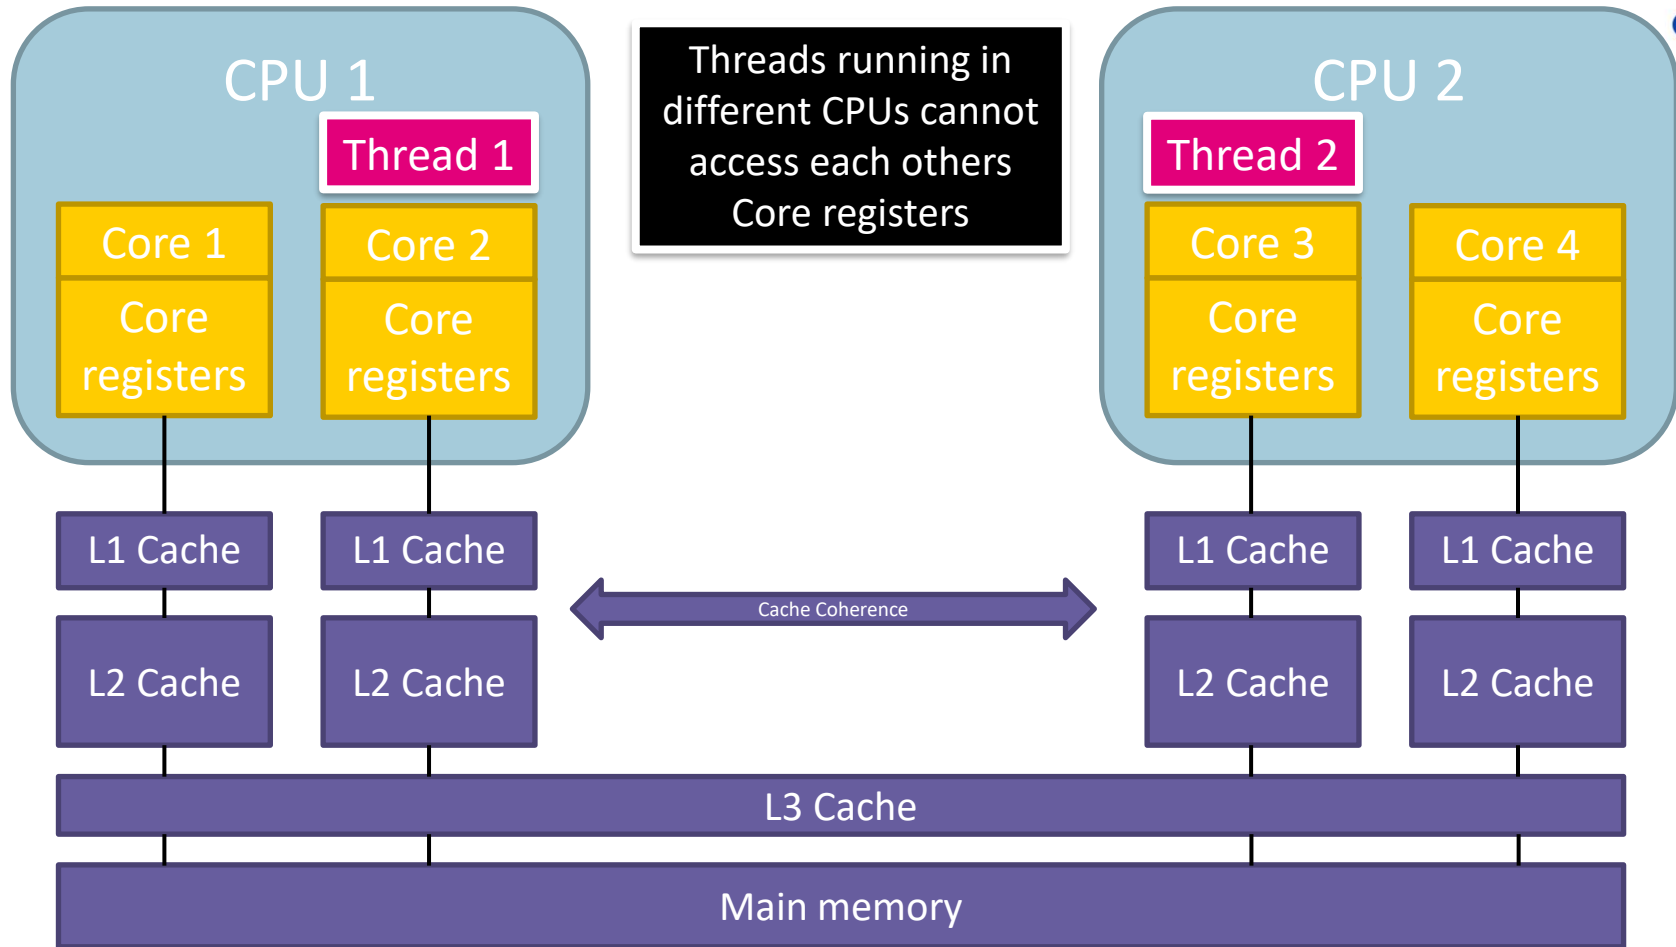 CPU 1
Threads running in
different CPUs cannot
access each others
Core registers
CPU 2
Thread 1
Thread 2
Core 1
Core 2
Core 3
Core 4
Core
registers
Core
registers
Core
registers
Core
registers
L1 Cache
L1 Cache
L1 Cache
L1 Cache
Cache Coherence
L2 Cache
L2 Cache
L2 Cache
L2 Cache
L3 Cache
Main memory